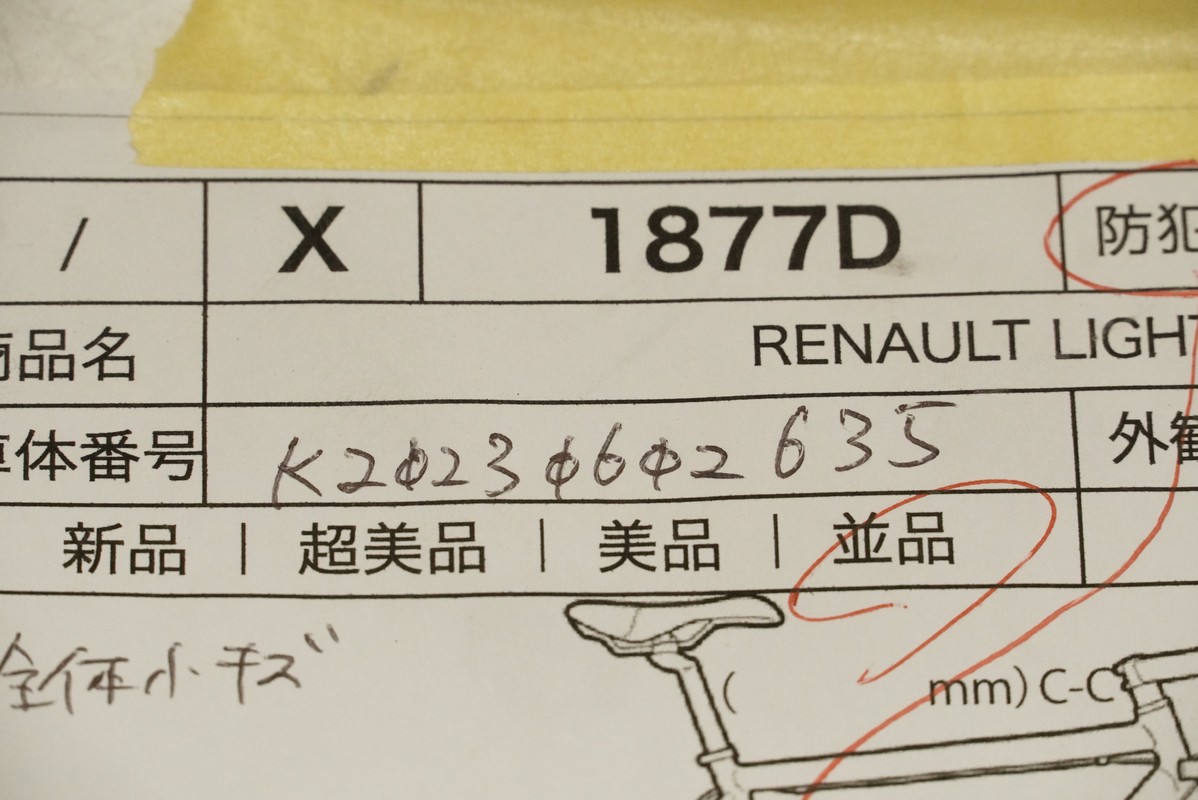 / X 1877D 防犯
商品名 RENAULT LIGHT
車体番号 K20230602635 外観
新品 | 超美品 | 美品 | 並品
全体小キズ
( mm) C-C